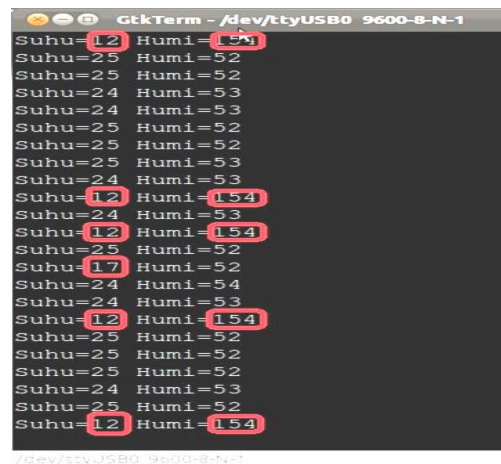 GtkTerm - /dev/ttyUSB0 9600-8-N-1
Suhu=12 Humi=154
Suhu=25 Humi=52
Suhu=25 Humi=52
Suhu=24 Humi=53
Suhu=24 Humi=53
Suhu=25 Humi=52
Suhu=25 Humi=52
Suhu=25 Humi=53
Suhu=24 Humi=53
Suhu=12 Humi=154
Suhu=24 Humi=53
Suhu=12 Humi=154
Suhu=25 Humi=52
Suhu=17 Humi=52
Suhu=24 Humi=54
Suhu=24 Humi=53
Suhu=12 Humi=154
Suhu=25 Humi=52
Suhu=25 Humi=52
Suhu=25 Humi=52
Suhu=24 Humi=53
Suhu=25 Humi=52
Suhu=12 Humi=154
/dev/ttyUSB0 9600-8-N-1